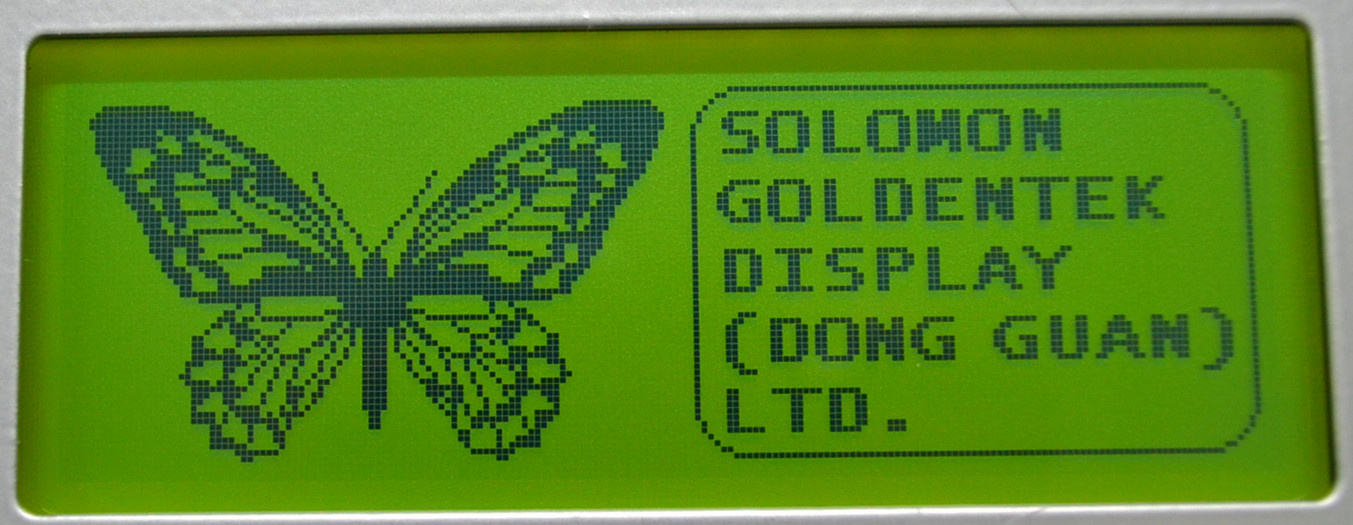 SOLOMON
GOLDENTEK
DISPLAY
(DONG GUAN)
LTD.